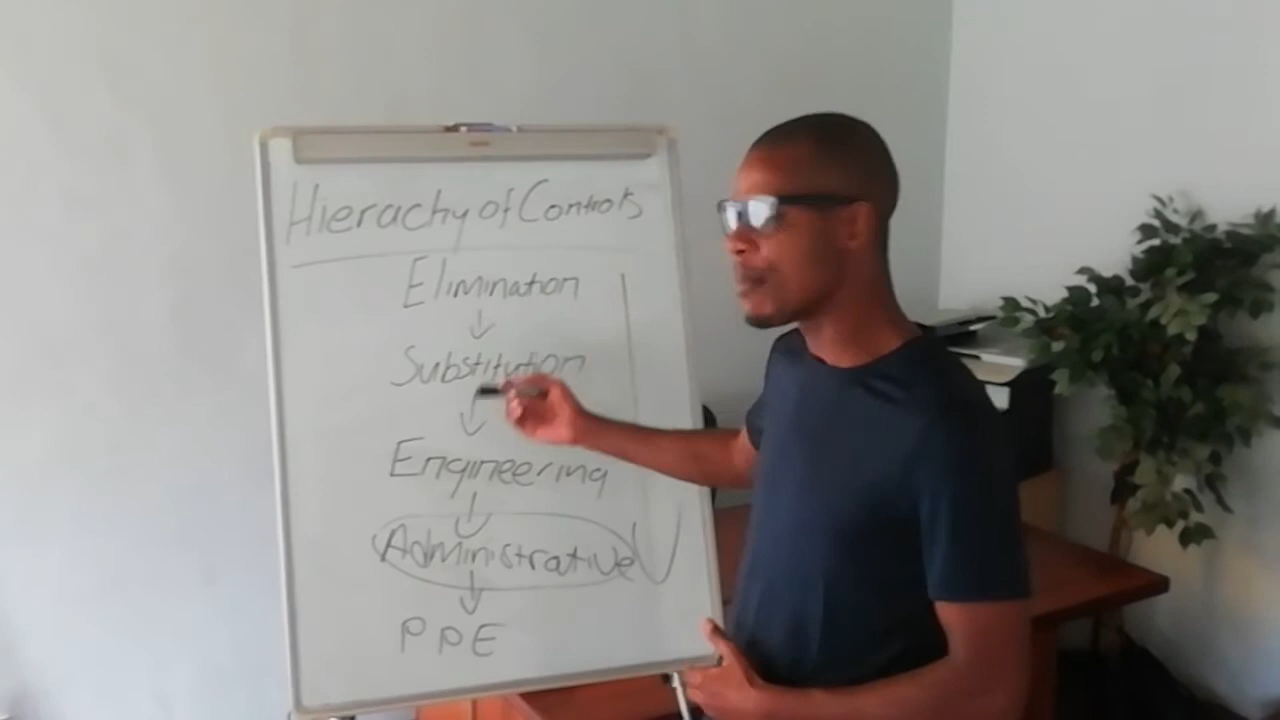 Hierachy of Controls
Elimination
Substitution
Engineering
Administrative
PPE